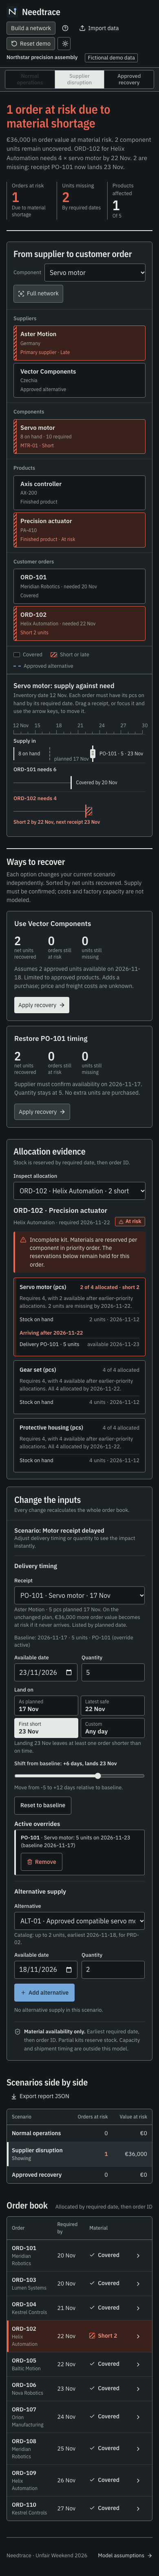 Needtrace
Build a network
Import data
Reset demo
Northstar precision assembly
Fictional demo data
Normal operations
Supplier disruption
Approved recovery
1 order at risk due to
material shortage
€36,000 in order value at material risk. 2 component
units remain uncovered. ORD-102 for Helix
Automation needs 4 × servo motor by 22 Nov. 2 are
missing; receipt PO-101 now lands 23 Nov.
Orders at risk
1
Due to material shortage
Units missing
2
By required dates
Products affected
1
Of 5
From supplier to customer order
Component
Servo motor
Full network
Suppliers
Aster Motion
Germany
Primary supplier · Late
Vector Components
Czechia
Approved alternative
Components
Servo motor
8 on hand · 10 required
MTR-01 · Short
Products
Axis controller
AX-200
Finished product
Precision actuator
PA-610
Finished product · At risk
Customer orders
ORD-101
Meridian Robotics · needed 20 Nov
Covered
ORD-102
Helix Automation · needed 22 Nov
Short 2 units
Covered
Short or late
Approved alternative
Servo motor: supply against need
Inventory date 12 Nov. Each order must have its pcs on
hand by its required date. Drag a receipt, or focus it and
use the arrow keys, to move it.
12 Nov 15 18 21 24 27 30
Supply in
8 on hand
planned 17 Nov
PO-101 · 5 · 23 Nov
ORD-101 needs 6
Covered by 20 Nov
ORD-102 needs 4
Short 2 by 22 Nov, next receipt 23 Nov
Ways to recover
Each option changes your current scenario
independently. Sorted by net units recovered. Supply
must be confirmed; costs and factory capacity are not
modeled.
Use Vector Components
2
net units recovered
0
orders still at risk
0
units still missing
Assumes 2 approved units available on 2026-11-
18. Limited to approved products. Adds a
purchase; price and freight costs are unknown.
Apply recovery
Restore PO-101 timing
2
net units recovered
0
orders still at risk
0
units still missing
Supplier must confirm availability on 2026-11-17.
Quantity stays at 5. No extra units are purchased.
Apply recovery
Allocation evidence
Stock is reserved by required date, then order ID.
Inspect allocation
ORD-102 · Helix Automation · 2 short
ORD-102 · Precision actuator
Helix Automation · required 2026-11-22
At risk
Incomplete kit. Materials are reserved per
component in priority order. The
reservations below remain held for this
order.
Servo motor (pcs)
2 of 4 allocated · short 2
Requires 4, with 2 available after earlier-priority
allocations. 2 units are missing by 2026-11-22.
Stock on hand
2 units · 2026-11-12
Arriving after 2026-11-22
Delivery PO-101 · 5 units
available 2026-11-23
Gear set (pcs)
4 of 4 allocated
Requires 4, with 4 available after earlier-priority
allocations. All 4 allocated by 2026-11-22.
Stock on hand
4 units · 2026-11-12
Protective housing (pcs)
4 of 4 allocated
Requires 4, with 4 available after earlier-priority
allocations. All 4 allocated by 2026-11-22.
Stock on hand
4 units · 2026-11-12
Change the inputs
Every change recalculates the whole order book.
Scenario: Motor receipt delayed
Adjust delivery timing or quantity to see the impact
instantly.
Delivery timing
Receipt
PO-101 · Servo motor · 17 Nov
Aster Motion · 5 pcs planned 17 Nov. On the
unchanged plan, €36,000 more order value becomes
at risk if it never arrives. Listed by planned date.
Baseline: 2026-11-17 · 5 units · PO-101 (override
active)
Available date
23/11/2026
Quantity
5
Land on
As planned
17 Nov
Latest safe
22 Nov
First short
23 Nov
Custom
Any day
Landing 23 Nov leaves at least one order shorter than
on time.
Shift from baseline: +6 days, lands 23 Nov
Move from -5 to +12 days relative to baseline.
Reset to baseline
Active overrides
PO-101 · Servo motor: 5 units on 2026-11-23
(baseline 2026-11-17)
Remove
Alternative supply
Alternative
ALT-01 · Approved compatible servo mo
Catalog: up to 2 units, earliest 2026-11-18, for PRD-
02.
Available date
18/11/2026
Quantity
2
Add alternative
No alternative supply in this scenario.
Material availability only. Earliest required date,
then order ID. Partial kits reserve stock. Capacity
and shipment timing are outside this model.
Scenarios side by side
Export report JSON
Scenario
Orders at risk
Value at risk
Normal operations
0
€0
Supplier disruption
Showing
1
€36,000
Approved recovery
0
€0
Order book
Allocated by required date, then order ID
Order
Required by
Material
ORD-101
Meridian Robotics
20 Nov
Covered
ORD-103
Lumen Systems
20 Nov
Covered
ORD-104
Kestrel Controls
21 Nov
Covered
ORD-102
Helix Automation
22 Nov
Short 2
ORD-105
Baltic Motion
22 Nov
Covered
ORD-106
Nova Robotics
23 Nov
Covered
ORD-107
Orion Manufacturing
24 Nov
Covered
ORD-108
Meridian Robotics
25 Nov
Covered
ORD-109
Helix Automation
26 Nov
Covered
ORD-110
Kestrel Controls
27 Nov
Covered
Needtrace · Unfair Weekend 2026
Model assumptions